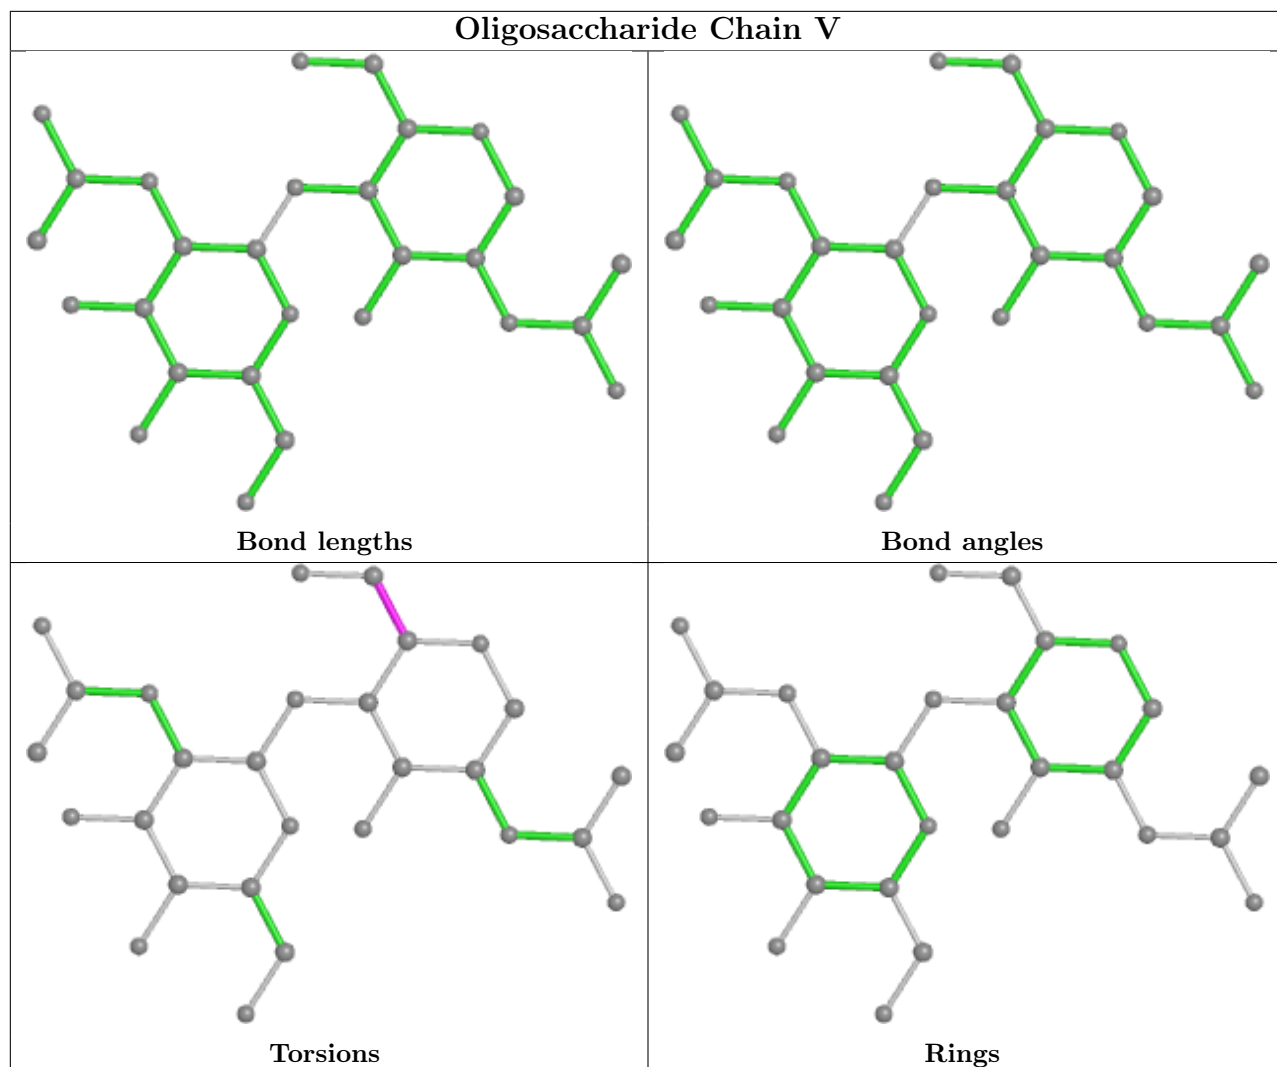 Oligosaccharide Chain V
Bond lengths
Bond angles
Torsions
Rings